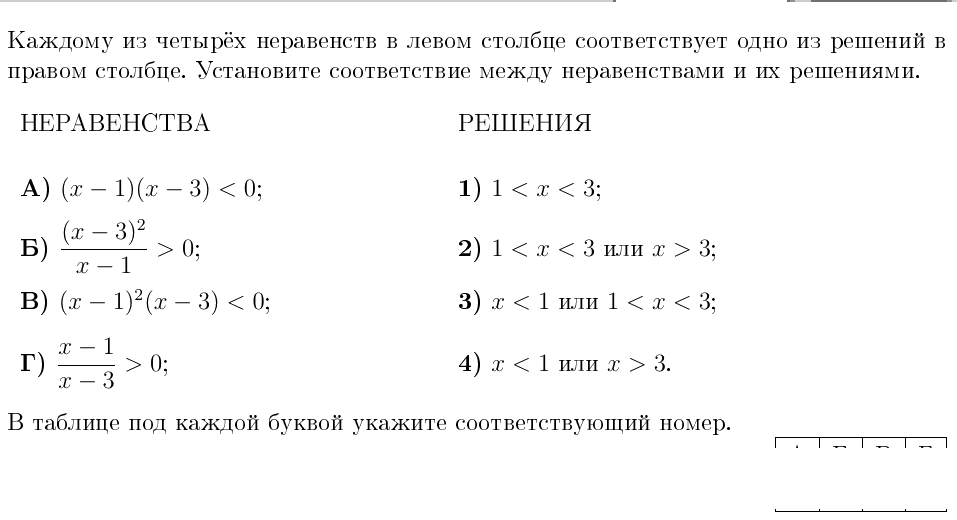 Каждому из четырёх неравенств в левом столбце соответствует одно из решений в
правом столбце. Установите соответствие между неравенствами и их решениями.
НЕРАВЕНСТВА РЕШЕНИЯ
А) (x − 1)(x − 3) < 0; 1) 1 < x < 3;
Б) (x − 3)²/(x − 1) > 0; 2) 1 < x < 3 или x > 3;
В) (x − 1)²(x − 3) < 0; 3) x < 1 или 1 < x < 3;
Г) (x − 1)/(x − 3) > 0; 4) x < 1 или x > 3.
В таблице под каждой буквой укажите соответствующий номер.